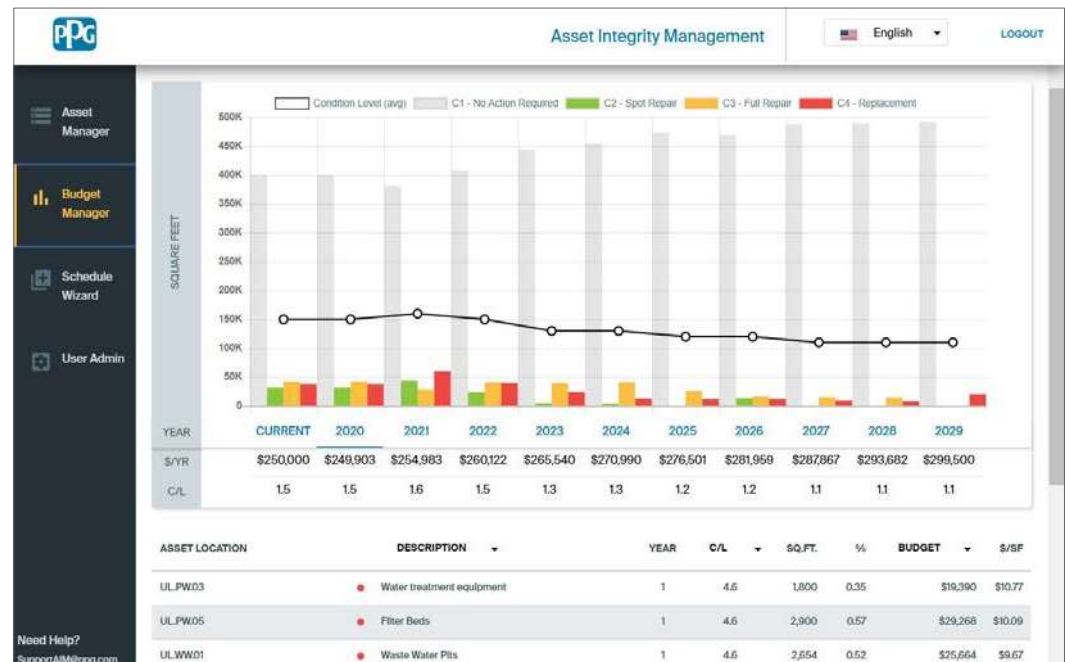 PPG
Asset Integrity Management
English
LOGOUT
Asset Manager
Budget Manager
Schedule Wizard
User Admin
Need Help?
SupportAIM@ppg.com
Condition Level (avg) C1 - No Action Required C2 - Spot Repair C3 - Full Repair C4 - Replacement
SQUARE FEET
500K
450K
400K
350K
300K
250K
200K
150K
100K
50K
0
YEAR CURRENT 2020 2021 2022 2023 2024 2025 2026 2027 2028 2029
$/YR $250,000 $249,903 $254,983 $260,122 $265,540 $270,990 $276,501 $281,959 $287,867 $293,682 $299,500
C/L 1.5 1.5 1.6 1.5 1.3 1.3 1.2 1.2 1.1 1.1 1.1
ASSET LOCATION DESCRIPTION YEAR C/L SQ.FT. % BUDGET $/SF
UL.PW.03 Water treatment equipment 1 4.6 1,800 0.35 $19,390 $10.77
UL.PW.05 Filter Beds 1 4.6 2,900 0.57 $29,268 $10.09
UL.WW.01 Waste Water Pits 1 4.6 2,654 0.52 $25,664 $9.67